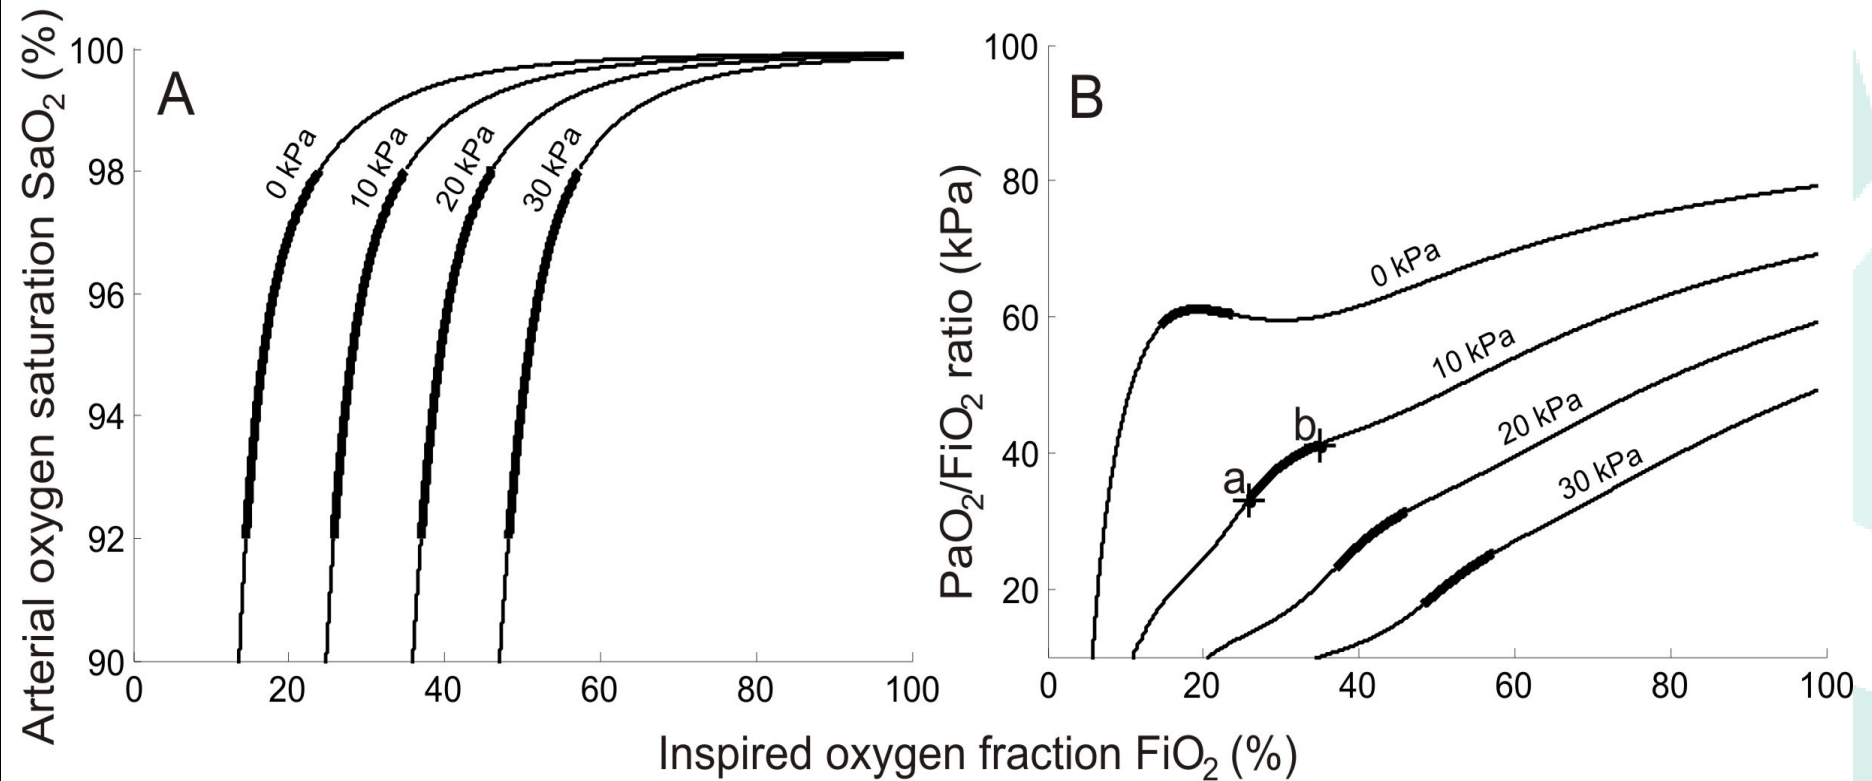 Arterial oxygen saturation SaO2 (%)
100
98
96
94
92
90
A
0 kPa
10 kPa
20 kPa
30 kPa
0
20
40
60
80
100
PaO2/FiO2 ratio (kPa)
100
80
60
40
20
B
0 kPa
10 kPa
20 kPa
30 kPa
a
b
0
20
40
60
80
100
Inspired oxygen fraction FiO2 (%)